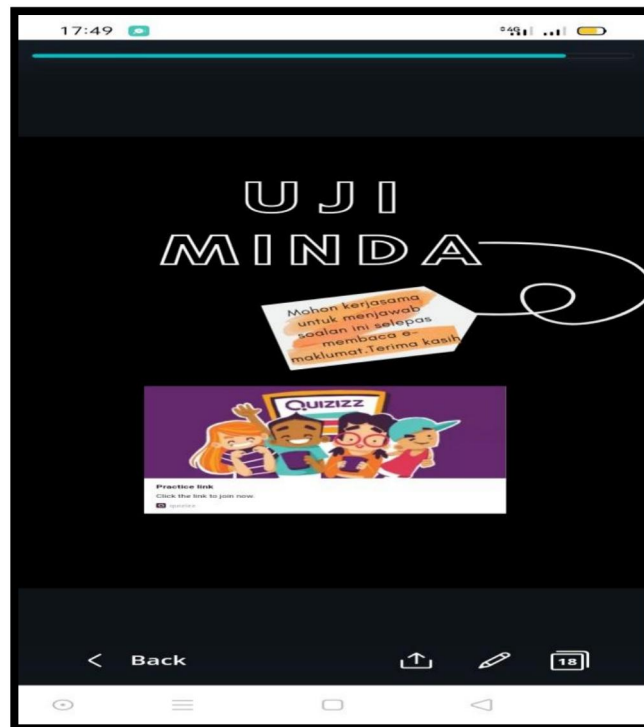 17:49
4G
UJI
MINDA
Mohon kerjasama
untuk menjawab
soalan ini selepas
membaca e-
maklumat.Terima kasih
QUIZIZZ
Practice link
Click the link to join now.
quizizz
< Back
18